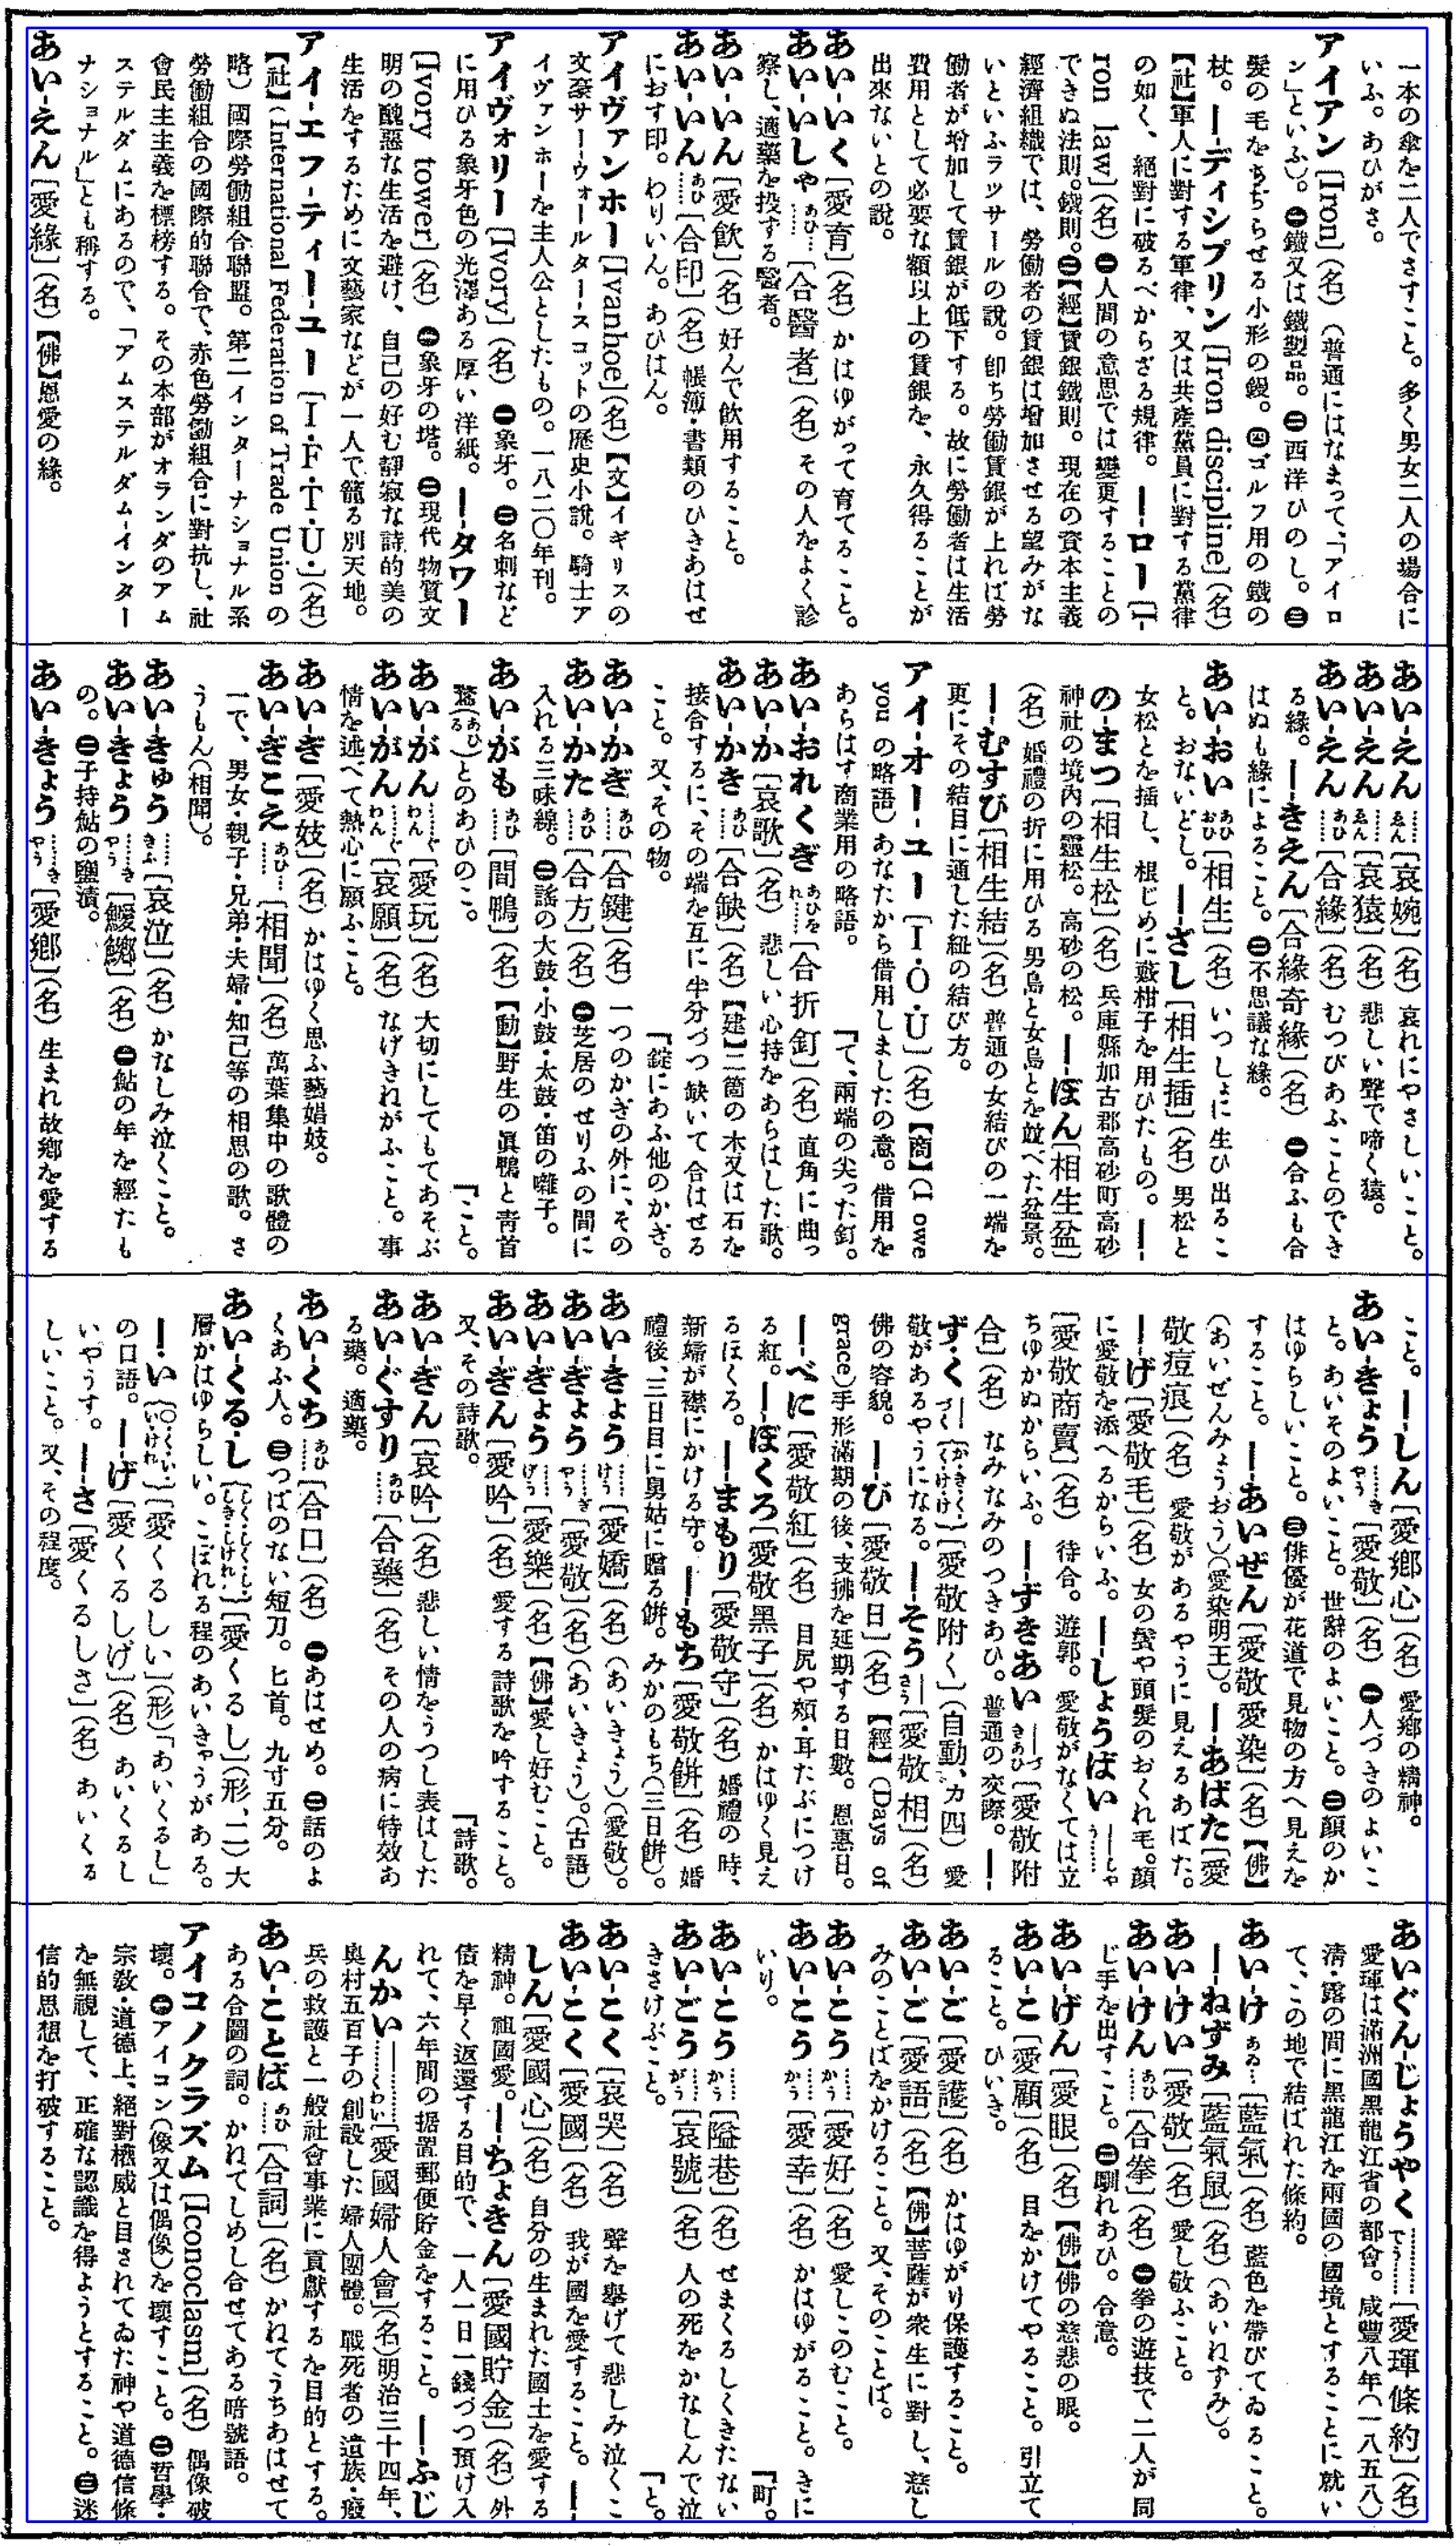 一本の傘を二人でさすこと。多く男女二人の場合に
いふ。あひがさ。
アイアン[Iron](名)(普通にはなまって、「アイロ
ン」といふ)。㊀鐵又は鐵製品。㊁西洋ひのし。㊂
髮の毛をちぢらせる小形の鏝。㊃ゴルフ用の鐵の
杖。━ディシプリン[Iron discipline](名)
【社】軍人に對する軍律、又は共産黨員に對する黨律
の如く、絕對に破るべからざる規律。━ロー[I-
ron law](名)㊀人間の意思では變更することの
できぬ法則。鐵則。㊁【經】賃銀鐵則。現在の資本主義
經濟組織では、勞働者の賃銀は增加させる望みがな
いといふラッサールの說。卽ち勞働賃銀が上れば勞
働者が增加して賃銀が低下する。故に勞働者は生活
費用として必要な額以上の賃銀を、永久得ることが
出來ないとの說。
あい-いく[愛育](名)かはゆがって育てること。
あい-いしゃ あひ…[合醫者](名)その人をよく診
察し、適藥を投ずる醫者。
あい-いん[愛飮](名)好んで飮用すること。
あい-いん あひ……[合印](名)帳簿・書類のひきあはせ
におす印。わりいん。あひはん。
アイヴァンホー[Ivanhoe](名)【文】イギリスの
文豪サー-ウォールター-スコットの歷史小說。騎士ア
イヴァンホーを主人公としたもの。一八二〇年刊。
アイヴォリー[Ivory](名)㊀象牙。㊁名刺など
に用ひる象牙色の光澤ある厚い洋紙。━タワー
[Ivory tower](名)㊀象牙の塔。㊁現代物質文
明の醜惡な生活を避け、自己の好む靜寂な詩的美の
生活をするために文藝家などが一人で籠る別天地。
アイ-エフ-ティー-ユー[I・F・T・U・](名)
【社】(International Federation of Trade Union の
略)國際勞働組合聯盟。第二インターナショナル系
勞働組合の國際的聯合で、赤色勞働組合に對抗し、社
會民主主義を標榜する。その本部がオランダのアム
ステルダムにあるので、「アムステルダム-インター
ナショナル」とも稱する。
あい-えん[愛緣](名)【佛】恩愛の緣。
あい-えん ……ゑん[哀婉](名)哀れにやさしいこと。
あい-えん ……ゑん[哀猿](名)悲しい聲で啼く猿。
あい-えん あひ……[合緣](名)むつびあふことのでき
る緣。━きえん[合緣奇緣](名)㊀合ふも合
はぬも緣によること。㊁不思議な緣。
あい-おい あひおひ[相生](名)いつしょに生ひ出るこ
と。おないどし。━ざし[相生插](名)男松と
女松とを插し、根じめに藪柑子を用ひたもの。━
のまつ[相生松](名)兵庫縣加古郡高砂町高砂
神社の境內の靈松。高砂の松。━ぼん[相生盆]
(名)婚禮の折に用ひる男島と女島とを竝べた盆景。
━むすび[相生結](名)普通の女結びの一端を
更にその結目に通した紐の結び方。
アイ-オー-ユー[I・O・U](名)【商】(I owe
you の略語)あなたから借用しましたの意。借用を
あらはす商業用の略語。「て、兩端の尖った釘。
あい-おれくぎ あひをれ……[合折釘](名)直角に曲っ
あい-か[哀歌](名)悲しい心持をあらはした歌。
あい-かき あひ……[合缺](名)【建】二箇の木又は石を
接合するに、その端を互に半分づつ缺いて合はせる
こと。又、その物。「錠にあふ他のかぎ。
あい-かぎ あひ……[合鍵](名)一つのかぎの外に、その
あい-かた あひ……[合方](名)㊀芝居のせりふの間に
入れる三味線。㊁謠の大鼓・小鼓・太鼓・笛の囃子。
あい-がも あひ……[間鴨](名)【動】野生の眞鴨と靑首
鶩(あひる)とのあひのこ。「こと。
あい-がん ……ぐわん[愛玩](名)大切にしてもてあそぶ
あい-がん ……ぐわん[哀願](名)なげきねがふこと。事
情を述べて熱心に願ふこと。
あい-ぎ[愛妓](名)かはゆく思ふ藝娼妓。
あい-ぎこえ あひ…[相聞](名)萬葉集中の歌體の
一で、男女・親子・兄弟・夫婦・知己等の相思の歌。さ
うもん(相聞)。
あい-きゅう ……きふ[哀泣](名)かなしみ泣くこと。
あい-きょう ……きやう[鰀鱜](名)㊀鮎の年を經たも
の。㊁子持鮎の鹽漬。
あい-きょう ……きやう[愛鄕](名)生まれ故鄕を愛する
こと。━しん[愛鄕心](名)愛鄕の精神。
あい-きょう ……きやう[愛敬](名)㊀人づきのよいこ
と。あいそのよいこと。世辭のよいこと。㊁顏のか
はゆらしいこと。㊂俳優が花道で見物の方へ見えを
すること。━あいぜん[愛敬愛染](名)【佛】
(あいぜんみょうおう)(愛染明王)。━あばた[愛
敬痘痕](名)愛敬があるやうに見えるあばた。
━げ[愛敬毛](名)女の鬢や頭髮のおくれ毛。顏
に愛敬を添へるからいふ。━しょうばい ━しやう……
[愛敬商賣](名)待合。遊郭。愛敬がなくては立
ちゆかぬからいふ。━ずきあい ━づきあひ[愛敬附
合](名)なみなみのつきあひ。普通の交際。━
ず-く ━づく(か・き・く・く・け・け)[愛敬附く](自動、カ四)愛
敬があるやうになる。━そう ━さう[愛敬相](名)
佛の容貌。━び[愛敬日](名)【經】(Days of
grace)手形滿期の後、支拂を延期する日數。恩惠日。
━べに[愛敬紅](名)目尻や頰・耳たぶにつけ
る紅。━ぼくろ[愛敬黑子](名)かはゆく見え
るほくろ。━まもり[愛敬守](名)婚禮の時、
新婦が襟にかける守。━もち[愛敬餠](名)婚
禮後、三日目に舅姑に贈る餠。みかのもち(三日餠)。
あい-きょう ……けう[愛嬌](名)(あいきょう)(愛敬)。
あい-ぎょう ……ぎやう[愛敬](名)(あいきょう)。(古語)
あい-ぎょう ……げう[愛樂](名)【佛】愛し好むこと。
あい-ぎん[愛吟](名)愛する詩歌を吟ずること。
又、その詩歌。「詩歌。
あい-ぎん[哀吟](名)悲しい情をうつし表はした
あい-ぐすり あひ……[合藥](名)その人の病に特效あ
る藥。適藥。
あい-くち あひ……[合口](名)㊀あはせめ。㊁話のよ
くあふ人。㊂つばのない短刀。匕首。九寸五分。
あい-くるし(しく・しく・し・しき・しけれ・)[愛くるし](形、二)大
層かはゆらしい。こぼれる程のあいきゃうがある。
━-い(〇・く・い・い・けれ・)[愛くるしい](形)「あいくるし」
の口語。━げ[愛くるしげ](名)あいくるし
いやうす。━さ[愛くるしさ](名)あいくる
しいこと。又、その程度。
あいぐん-じょうやく ………でう……[愛琿條約](名)
愛琿は滿洲國黑龍江省の都會。咸豐八年(一八五八)
淸・露の間に黑龍江を兩國の國境とすることに就い
て、この地で結ばれた條約。
あい-け あゐ…[藍氣](名)藍色を帶びてゐること。
━ねずみ[藍氣鼠](名)(あいねずみ)。
あい-けい[愛敬](名)愛し敬ふこと。
あい-けん あひ……[合拳](名)㊀拳の遊技で二人が同
じ手を出すこと。㊁馴れあひ。合意。
あい-げん[愛眼](名)【佛】佛の慈悲の眼。
あい-こ[愛顧](名)目をかけてやること。引立て
ること。ひいき。
あい-ご[愛護](名)かはゆがり保護すること。
あい-ご[愛語](名)【佛】菩薩が衆生に對し、慈し
みのことばをかけること。又、そのことば。
あい-こう ……かう[愛好](名)愛しこのむこと。
あい-こう ……かう[愛幸](名)かはゆがること。きに
いり。「町。
あい-こう ……かう[隘巷](名)せまくるしくきたない
あい-ごう ……がう[哀號](名)人の死をかなしんで泣
きさけぶこと。「と。
あい-こく[哀哭](名)聲を擧げて悲しみ泣くこ
あい-こく[愛國](名)我が國を愛すること。━
しん[愛國心](名)自分の生まれた國土を愛する
精神。祖國愛。━ちょきん[愛國貯金](名)外
債を早く返還する目的で、一人一日一錢づつ預け入
れて、六年間の据置郵便貯金をすること。━ふじ
んかい ━……くわい[愛國婦人會](名)明治三十四年、
奧村五百子の創設した婦人團體。戰死者の遺族・癈
兵の救護と一般社會事業に貢獻するを目的とする。
あい-ことば あひ……[合詞](名)かねてうちあはせて
ある合圖の詞。かねてしめし合せてある暗號語。
アイコノクラズム[Iconoclasm](名)偶像破
壞。㊀アイコン(像又は偶像)を壞すこと。㊁哲學・
宗敎・道德上、絕對權威と目されてゐた神や道德信條
を無視して、正確な認識を得ようとすること。㊂迷
信的思想を打破すること。